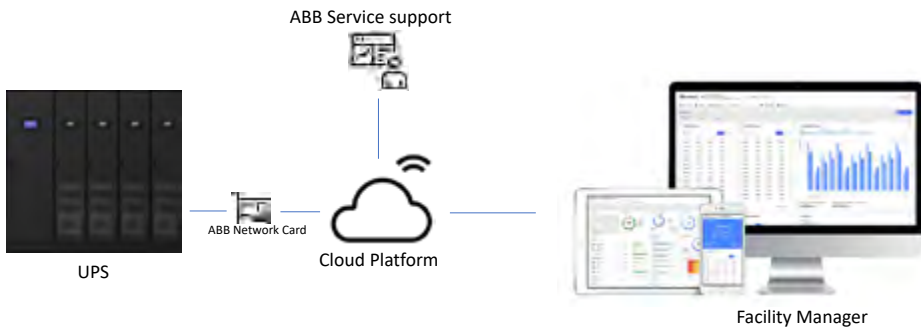 ABB Service support
ABB Network Card
Cloud Platform
UPS
Facility Manager